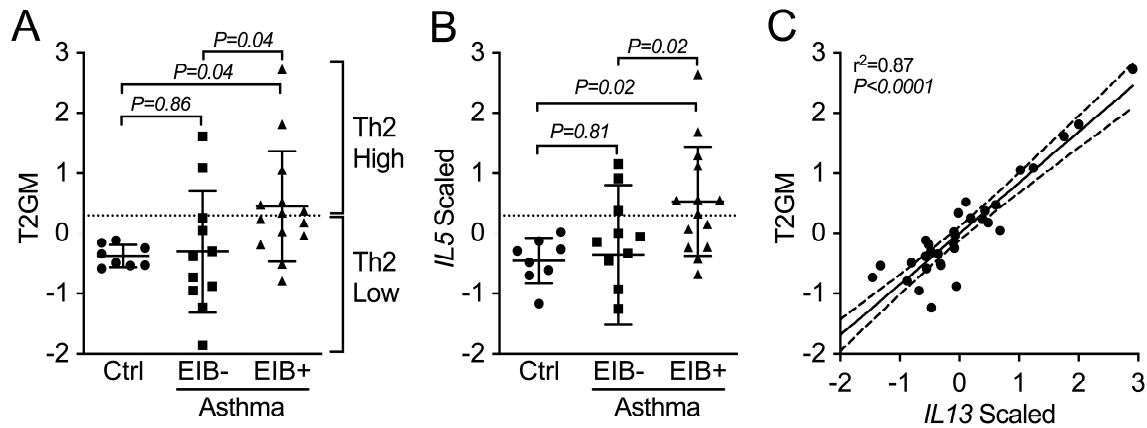 A
T2GM
3
2
1
0
-1
-2
P=0.04
P=0.04
P=0.86
Th2
High
Th2
Low
Ctrl
EIB-
EIB+
Asthma
B
IL5 Scaled
3
2
1
0
-1
-2
P=0.02
P=0.02
P=0.81
Ctrl
EIB-
EIB+
Asthma
C
T2GM
3
2
1
0
-1
-2
r²=0.87
P<0.0001
-2 -1 0 1 2 3
IL13 Scaled